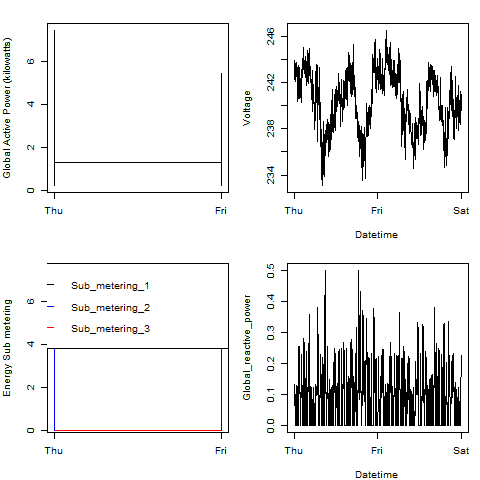 Global Active Power (kilowatts)
0
2
4
6
Thu
Fri
Voltage
234
238
242
246
Thu
Fri
Sat
Datetime
Energy Sub metering
0
2
4
6
Sub_metering_1
Sub_metering_2
Sub_metering_3
Thu
Fri
Global_reactive_power
0.0
0.1
0.2
0.3
0.4
0.5
Thu
Fri
Sat
Datetime